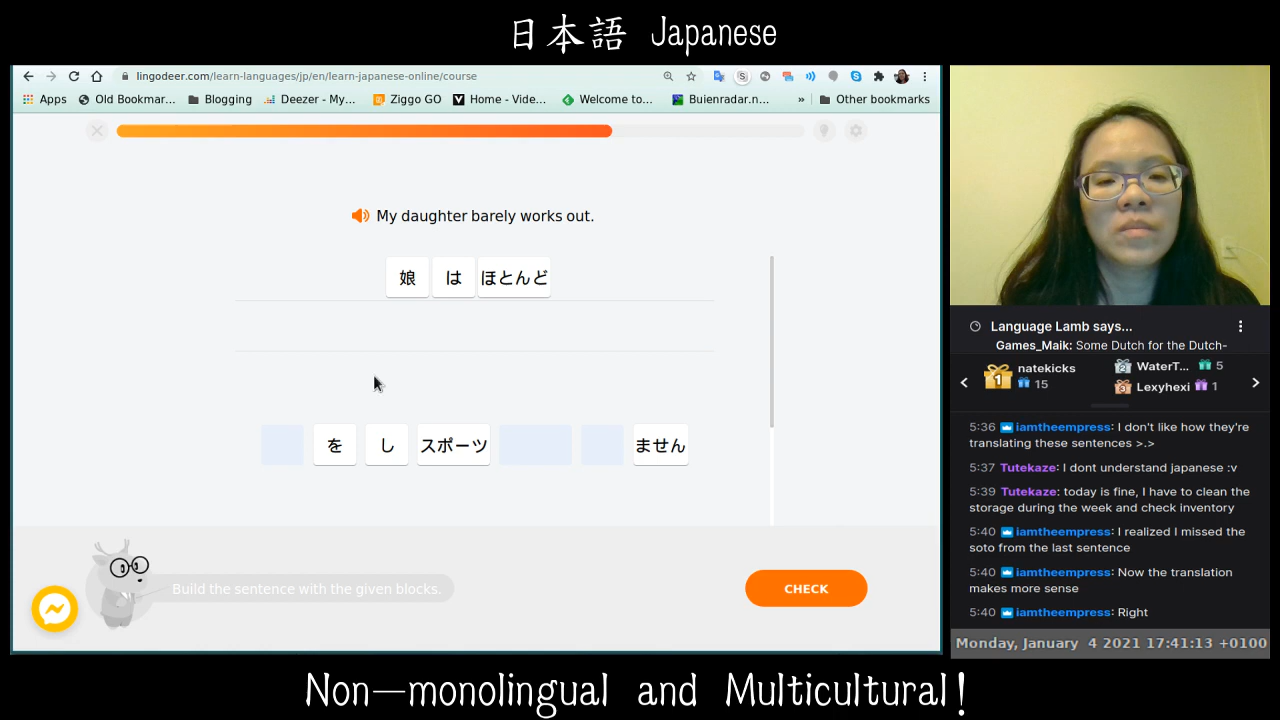 日本語 Japanese
lingodeer.com/learn-languages/jp/en/learn-japanese-online/course
Apps Old Bookmar... Blogging Deezer - My... Ziggo GO Home - Vide... Welcome to... Buienradar.n... » Other bookmarks
My daughter barely works out.
娘 は ほとんど
を し スポーツ ません
Build the sentence with the given blocks.
CHECK
Language Lamb says...
Games_Maik: Some Dutch for the Dutch-
natekicks
15
WaterT... 5
Lexyhexi 1
5:36 iamtheempress: I don't like how they're
translating these sentences >.>
5:37 Tutekaze: I dont understand japanese :v
5:39 Tutekaze: today is fine, I have to clean the
storage during the week and check inventory
5:40 iamtheempress: I realized I missed the
soto from the last sentence
5:40 iamtheempress: Now the translation
makes more sense
5:40 iamtheempress: Right
Monday, January 4 2021 17:41:13 +0100
Non-monolingual and Multicultural!